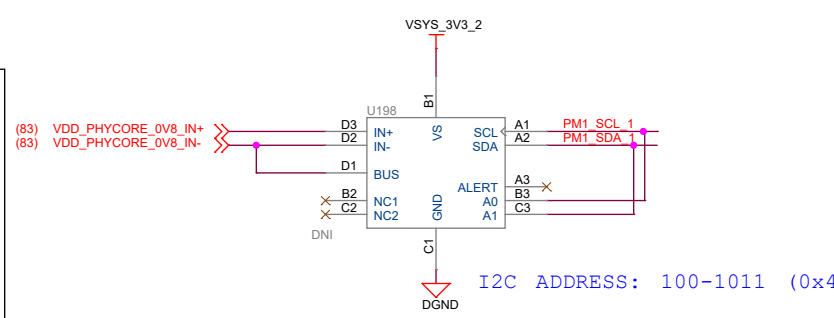 VSYS_3V3_2
U198
B1
VS
(83) VDD_PHYCORE_0V8_IN+ D3 IN+ SCL A1 PM1_SCL_1
(83) VDD_PHYCORE_0V8_IN- D2 IN- SDA A2 PM1_SDA_1
D1 BUS
ALERT A3
B2 NC1 A0 B3
C2 NC2 A1 C3
GND
DNI
C1
I2C ADDRESS: 100-1011 (0x4
DGND